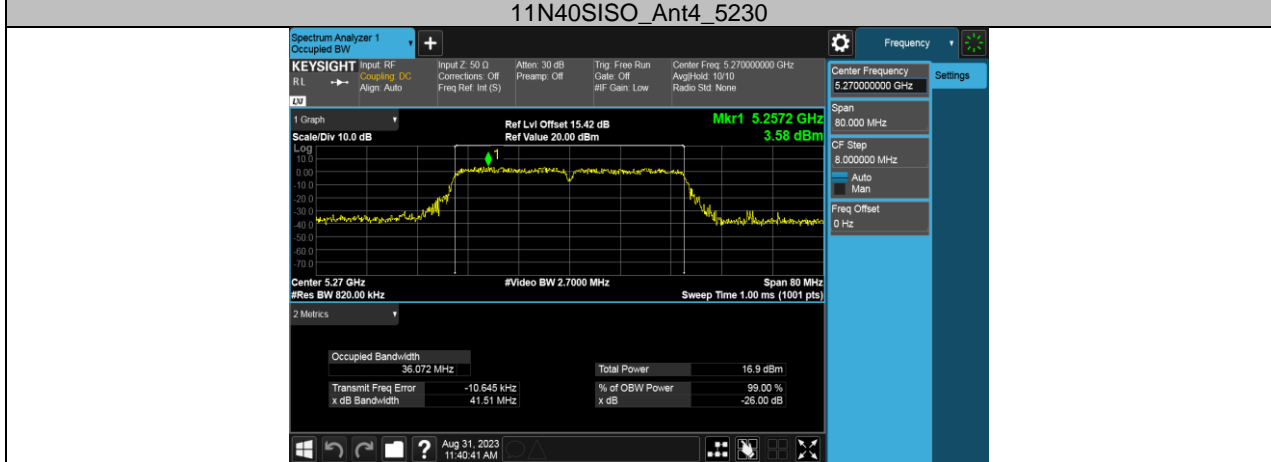 11N40SISO_Ant4_5230
Spectrum Analyzer 1
Occupied BW
Frequency
KEYSIGHT
RL
LXI
Input: RF
Coupling: DC
Align: Auto
Input Z: 50 Ω
Corrections: Off
Freq Ref: Int (S)
Atten: 30 dB
Preamp: Off
Trig: Free Run
Gate: Off
#IF Gain: Low
Center Freq: 5.270000000 GHz
Avg|Hold: 10/10
Radio Std: None
Center Frequency
5.270000000 GHz
Settings
Span
80.000 MHz
CF Step
8.000000 MHz
Auto
Man
Freq Offset
0 Hz
1 Graph
Scale/Div 10.0 dB
Ref Lvl Offset 15.42 dB
Ref Value 20.00 dBm
Mkr1 5.2572 GHz
3.58 dBm
Log
1
10.0
0.00
-10.0
-20.0
-30.0
-40.0
-50.0
-60.0
-70.0
Center 5.27 GHz
#Video BW 2.7000 MHz
Span 80 MHz
#Res BW 820.00 kHz
Sweep Time 1.00 ms (1001 pts)
2 Metrics
Occupied Bandwidth
36.072 MHz
Total Power 16.9 dBm
Transmit Freq Error -10.645 kHz
% of OBW Power 99.00 %
x dB Bandwidth 41.51 MHz
x dB -26.00 dB
?
Aug 31, 2023
11:40:41 AM